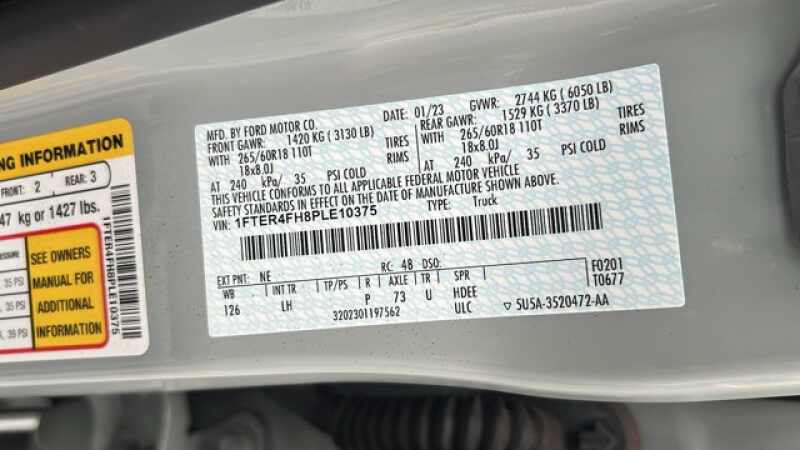 NG INFORMATION
FRONT: 2 REAR: 3
47 kg or 1427 lbs.
SEE OWNERS
MANUAL FOR
ADDITIONAL
INFORMATION
35 PSI
35 PSI
39 PSI
1FTER4FH8PLE10375
MFD. BY FORD MOTOR CO. DATE: 01/23 GVWR: 2744 KG ( 6050 LB)
FRONT GAWR: 1420 KG ( 3130 LB) REAR GAWR: 1529 KG ( 3370 LB)
WITH 265/60R18 110T TIRES WITH 265/60R18 110T TIRES
18x8.0J RIMS 18x8.0J RIMS
AT 240 kPa/ 35 PSI COLD AT 240 kPa/ 35 PSI COLD
THIS VEHICLE CONFORMS TO ALL APPLICABLE FEDERAL MOTOR VEHICLE
SAFETY STANDARDS IN EFFECT ON THE DATE OF MANUFACTURE SHOWN ABOVE.
VIN: 1FTER4FH8PLE10375 TYPE: Truck
EXT PNT: NE RC: 48 DSO: F0201
WB INT TR TP/PS R AXLE TR SPR T0677
126 LH P 73 U HDEE
3202301197562 ULC 5U5A-3520472-AA